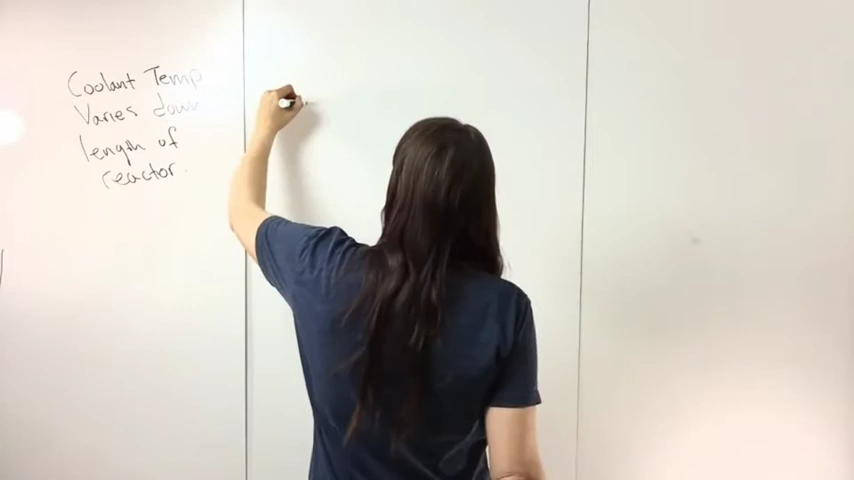 Coolant Temp
Varies down
length of
reactor.